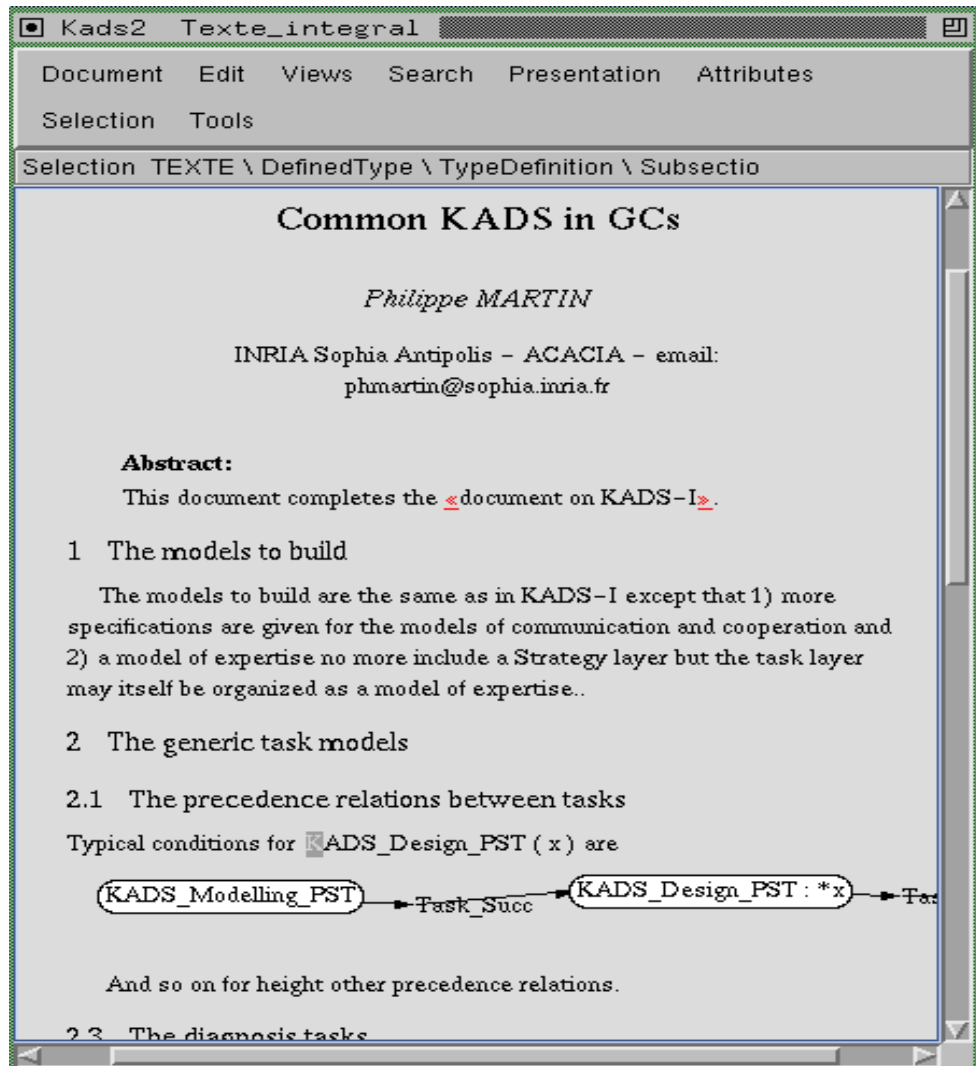 Kads2 Texte_integral
Document Edit Views Search Presentation Attributes
Selection Tools
Selection TEXTE \ DefinedType \ TypeDefinition \ Subsectio
Common KADS in GCs
Philippe MARTIN
INRIA Sophia Antipolis – ACACIA – email:
phmartin@sophia.inria.fr
Abstract:
This document completes the «document on KADS–I».
1 The models to build
The models to build are the same as in KADS–I except that 1) more
specifications are given for the models of communication and cooperation and
2) a model of expertise no more include a Strategy layer but the task layer
may itself be organized as a model of expertise..
2 The generic task models
2.1 The precedence relations between tasks
Typical conditions for KADS_Design_PST ( x ) are
KADS_Modelling_PST Task_Succ KADS_Design_PST : *x Tas
And so on for height other precedence relations.
2.3 The diagnosis tasks